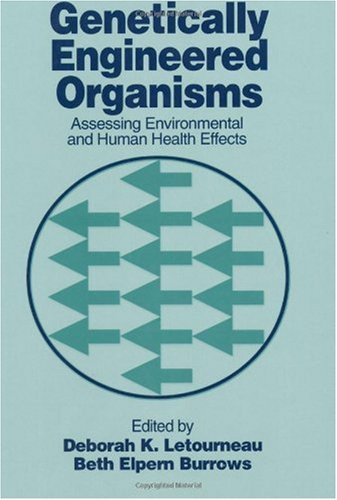 Genetically
Engineered
Organisms
Assessing Environmental
and Human Health Effects
Edited by
Deborah K. Letourneau
Beth Elpern Burrows